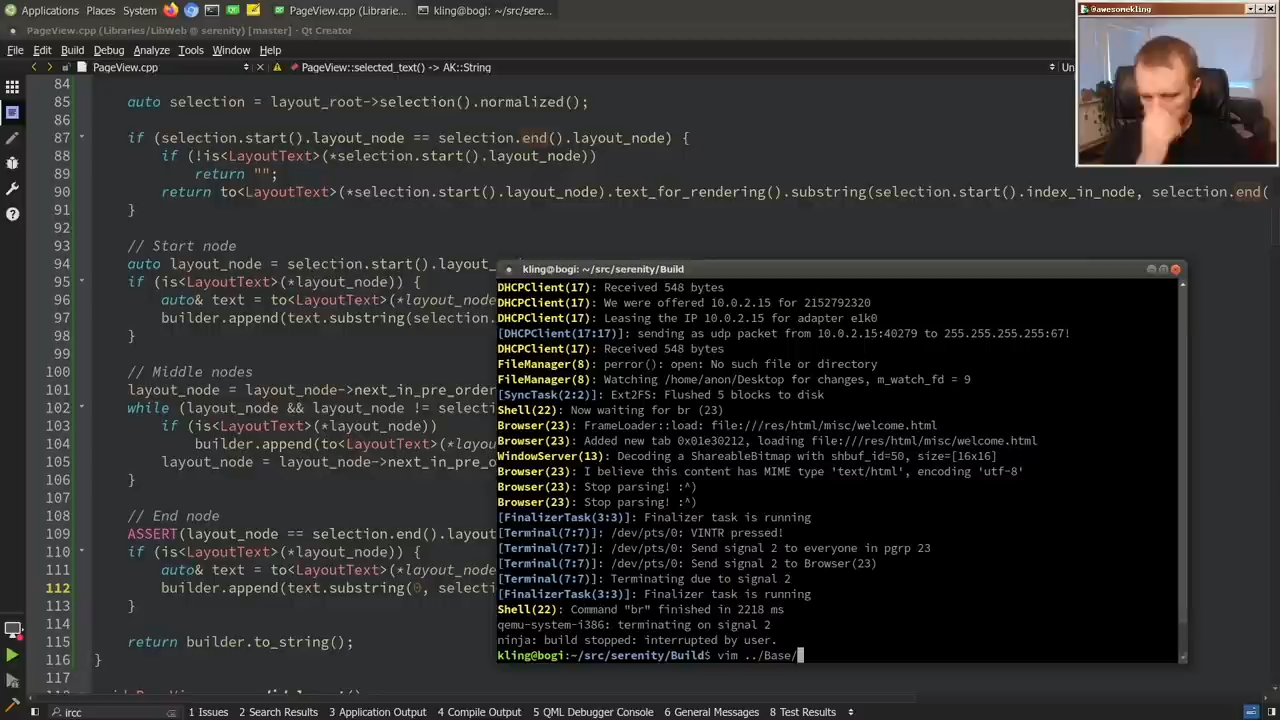 Applications Places System PageView.cpp (Librarie... kling@bogi: ~/src/sere...
@awesomekling
PageView.cpp (Libraries/LibWeb @ serenity) [master] - Qt Creator
File Edit Build Debug Analyze Tools Window Help
PageView.cpp PageView::selected_text() -> AK::String Un
84
85 auto selection = layout_root->selection().normalized();
86
87 if (selection.start().layout_node == selection.end().layout_node) {
88 if (!is<LayoutText>(*selection.start().layout_node))
89 return "";
90 return to<LayoutText>(*selection.start().layout_node).text_for_rendering().substring(selection.start().index_in_node, selection.end(
91 }
92
93 // Start node
94 auto layout_node = selection.start().layout_
95 if (is<LayoutText>(*layout_node)) {
96 auto& text = to<LayoutText>(*layout_node
97 builder.append(text.substring(selection.
98 }
99
100 // Middle nodes
101 layout_node = layout_node->next_in_pre_order
102 while (layout_node && layout_node != selecti
103 if (is<LayoutText>(*layout_node))
104 builder.append(to<LayoutText>(*layou
105 layout_node = layout_node->next_in_pre_o
106 }
107
108 // End node
109 ASSERT(layout_node == selection.end().layout
110 if (is<LayoutText>(*layout_node)) {
111 auto& text = to<LayoutText>(*layout_node
112 builder.append(text.substring(0, selecti
113 }
114
115 return builder.to_string();
116 }
117
kling@bogi: ~/src/serenity/Build
DHCPClient(17): Received 548 bytes
DHCPClient(17): We were offered 10.0.2.15 for 2152792320
DHCPClient(17): Leasing the IP 10.0.2.15 for adapter e1k0
[DHCPClient(17:17)]: sending as udp packet from 10.0.2.15:40279 to 255.255.255.255:67!
DHCPClient(17): Received 548 bytes
FileManager(8): perror(): open: No such file or directory
FileManager(8): Watching /home/anon/Desktop for changes, m_watch_fd = 9
[SyncTask(2:2)]: Ext2FS: Flushed 5 blocks to disk
Shell(22): Now waiting for br (23)
Browser(23): FrameLoader::load: file:///res/html/misc/welcome.html
Browser(23): Added new tab 0x01e30212, loading file:///res/html/misc/welcome.html
WindowServer(13): Decoding a ShareableBitmap with shbuf_id=50, size=[16x16]
Browser(23): I believe this content has MIME type 'text/html', encoding 'utf-8'
Browser(23): Stop parsing! :^)
Browser(23): Stop parsing! :^)
[FinalizerTask(3:3)]: Finalizer task is running
[Terminal(7:7)]: /dev/pts/0: VINTR pressed!
[Terminal(7:7)]: /dev/pts/0: Send signal 2 to everyone in pgrp 23
[Terminal(7:7)]: /dev/pts/0: Send signal 2 to Browser(23)
[Terminal(7:7)]: Terminating due to signal 2
[FinalizerTask(3:3)]: Finalizer task is running
Shell(22): Command "br" finished in 2218 ms
qemu-system-i386: terminating on signal 2
ninja: build stopped: interrupted by user.
kling@bogi:~/src/serenity/Build$ vim ../Base/
ircc 1 Issues 2 Search Results 3 Application Output 4 Compile Output 5 QML Debugger Console 6 General Messages 8 Test Results